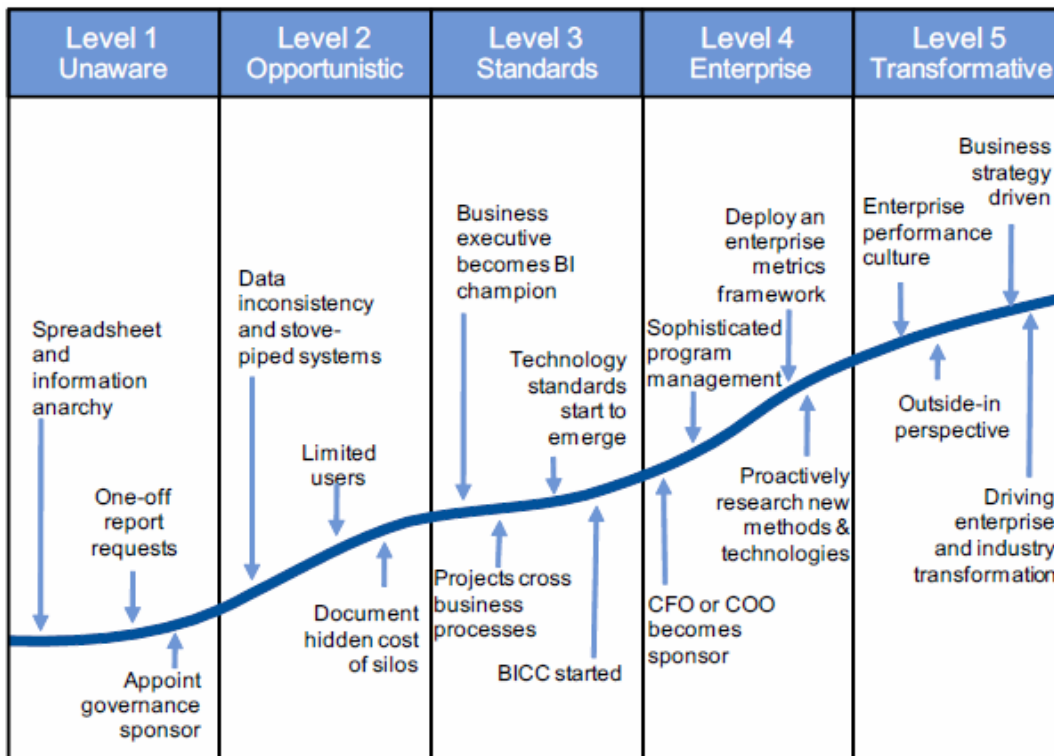 Level 1
Unaware
Level 2
Opportunistic
Level 3
Standards
Level 4
Enterprise
Level 5
Transformative
Spreadsheet
and
information
anarchy
One-off
report
requests
Appoint
governance
sponsor
Data
inconsistency
and stove-
piped systems
Limited
users
Document
hidden cost
of silos
Business
executive
becomes BI
champion
Technology
standards
start to
emerge
Projects cross
business
processes
BICC started
Deploy an
enterprise
metrics
framework
Sophisticated
program
management
Proactively
research new
methods &
technologies
CFO or COO
becomes
sponsor
Business
strategy
driven
Enterprise
performance
culture
Outside-in
perspective
Driving
enterprise
and industry
transformation